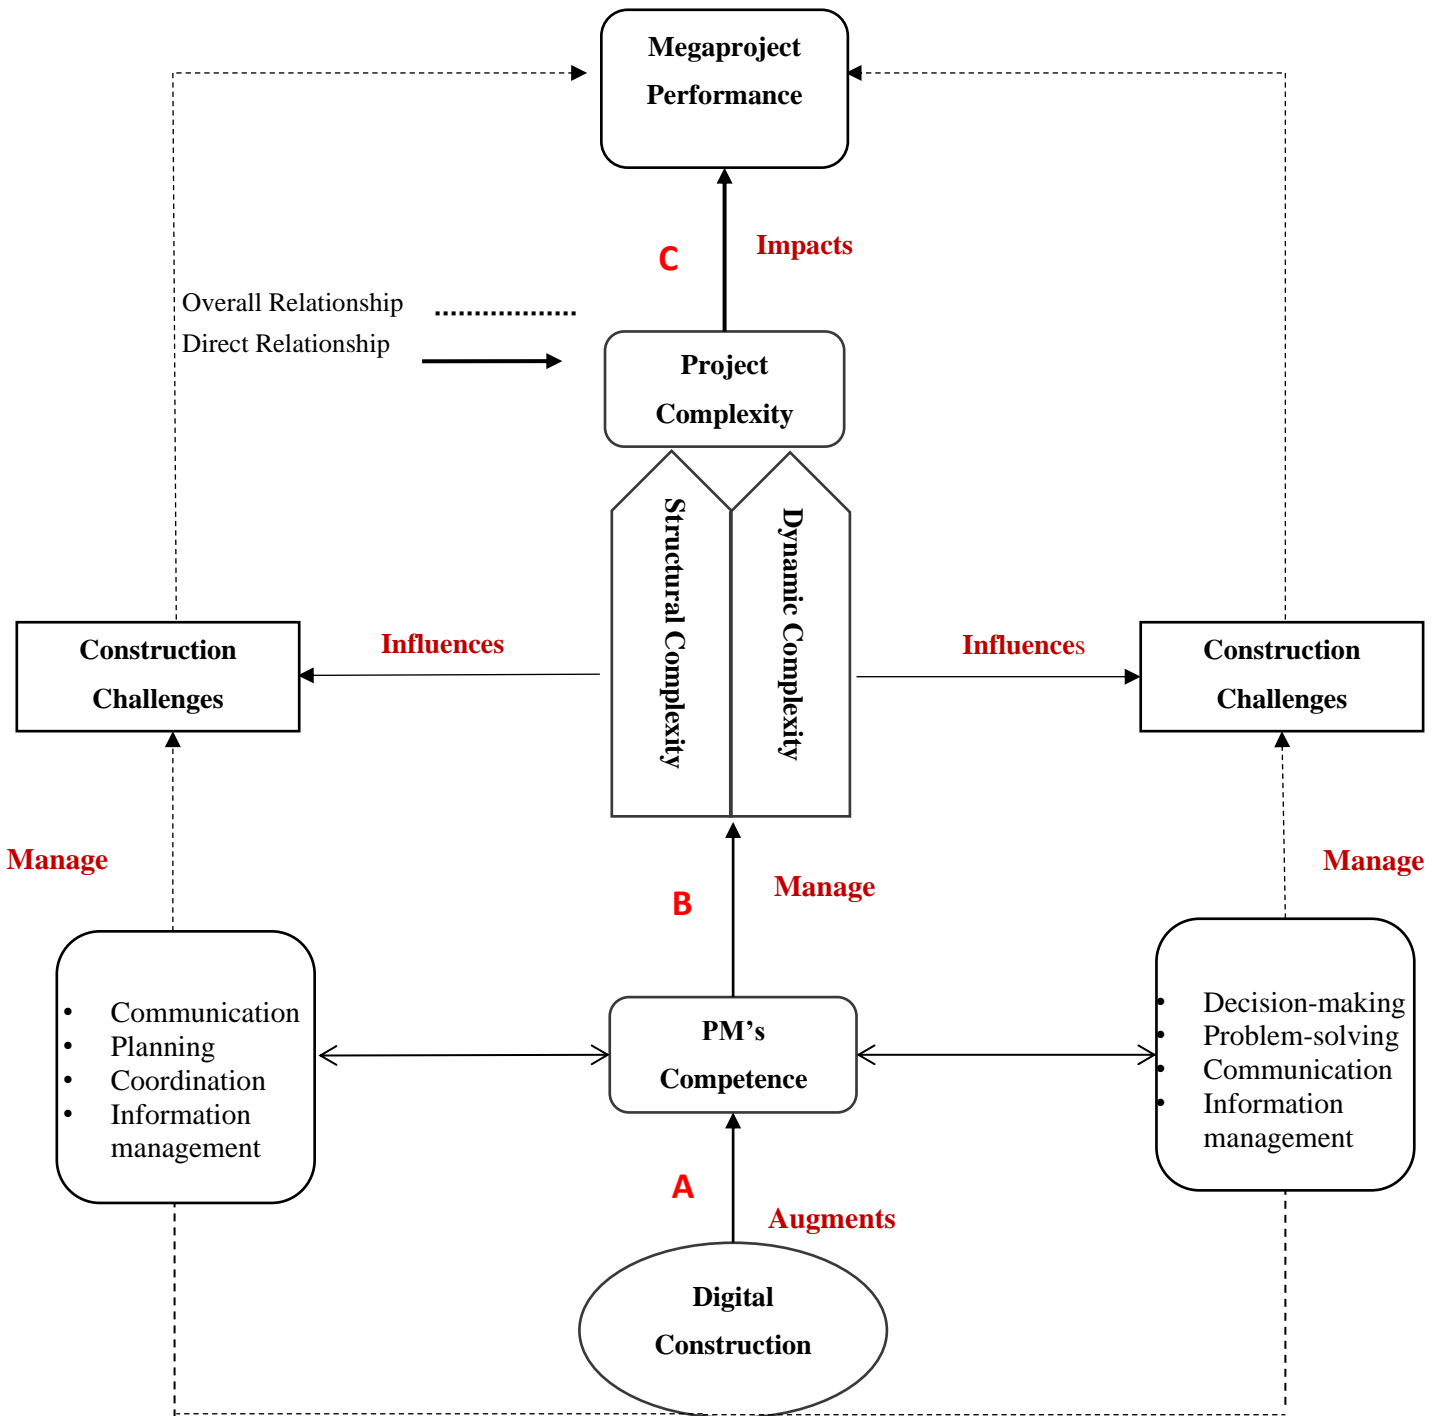 Megaproject
Performance
C
Impacts
Overall Relationship
Direct Relationship
Project
Complexity
Structural Complexity
Dynamic Complexity
Construction
Challenges
Influences
Influences
Construction
Challenges
Manage
B
Manage
Manage
• Communication
• Planning
• Coordination
• Information
management
PM’s
Competence
• Decision-making
• Problem-solving
• Communication
• Information
management
A
Augments
Digital
Construction